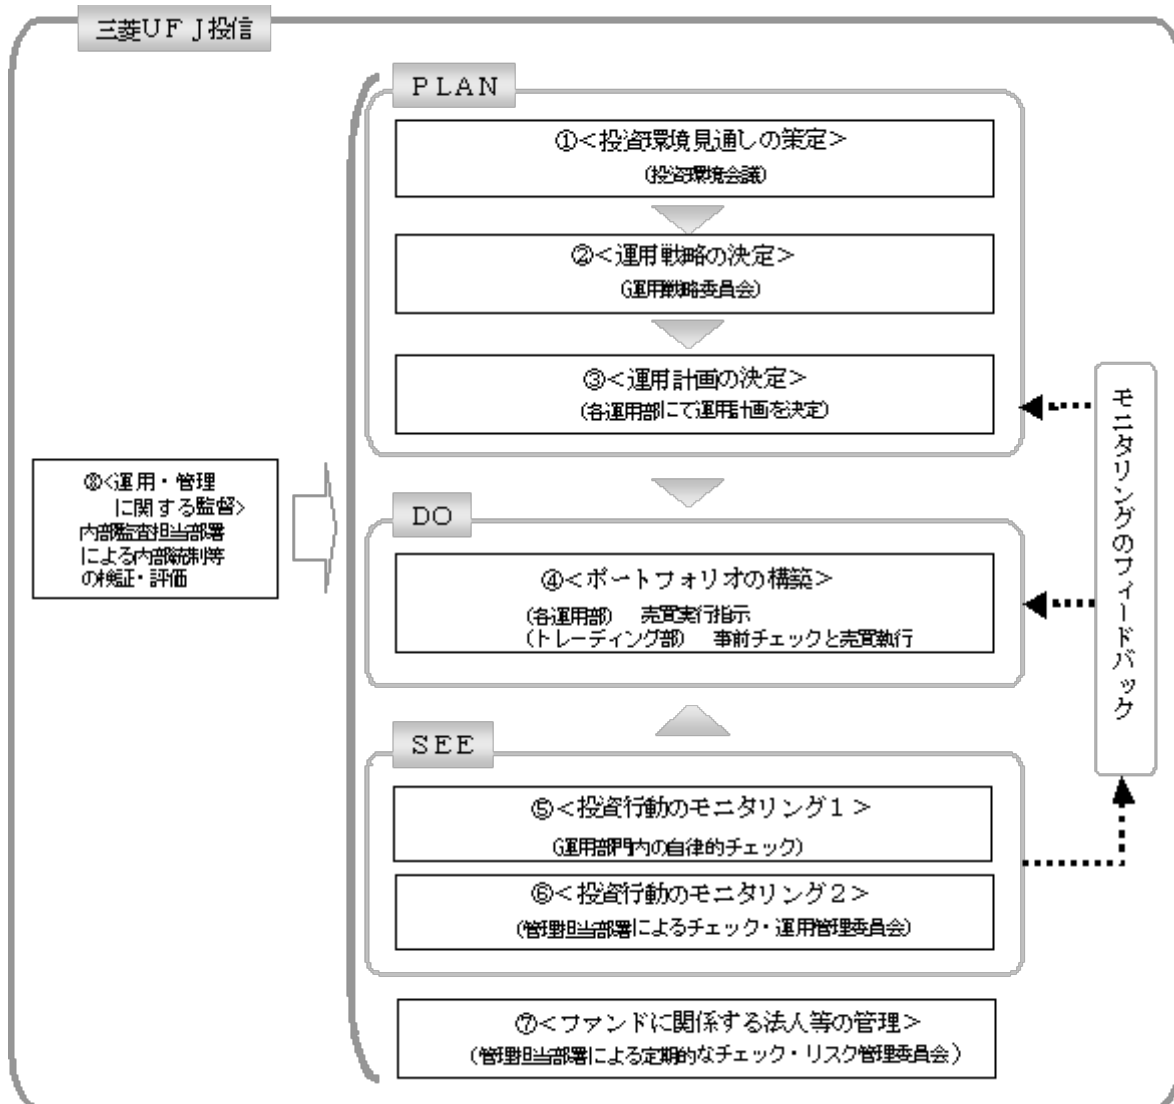 三菱UFJ投信
PLAN
①<投資環境見通しの策定>
(投資環境会議)
②<運用戦略の決定>
(運用戦略委員会)
③<運用計画の決定>
(各運用部にて運用計画を決定)
⑧<運用・管理
に関する監督>
内部監査担当部署
による内部統制等
の検証・評価
DO
④<ポートフォリオの構築>
(各運用部) 売買実行指示
(トレーディング部) 事前チェックと売買執行
SEE
⑤<投資行動のモニタリング1>
(運用部門内の自律的チェック)
⑥<投資行動のモニタリング2>
(管理担当部署によるチェック・運用管理委員会)
⑦<ファンドに関係する法人等の管理>
(管理担当部署による定期的なチェック・リスク管理委員会)
モニタリングのフィードバック